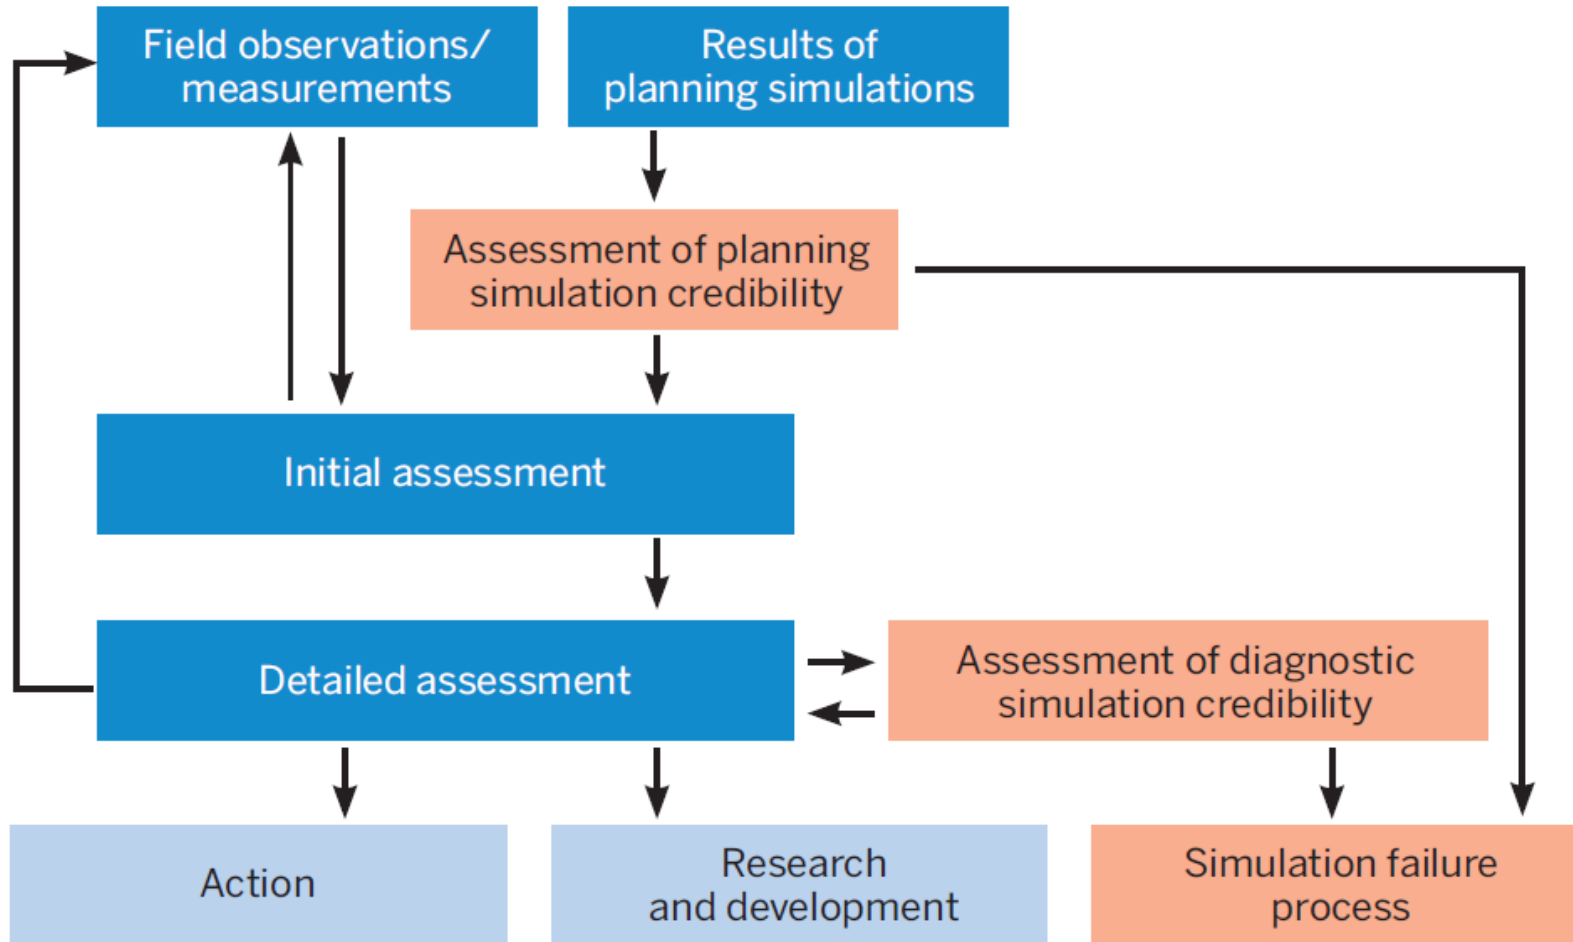 Field observations/
measurements
Results of
planning simulations
Assessment of planning
simulation credibility
Initial assessment
Detailed assessment
Assessment of diagnostic
simulation credibility
Action
Research
and development
Simulation failure
process